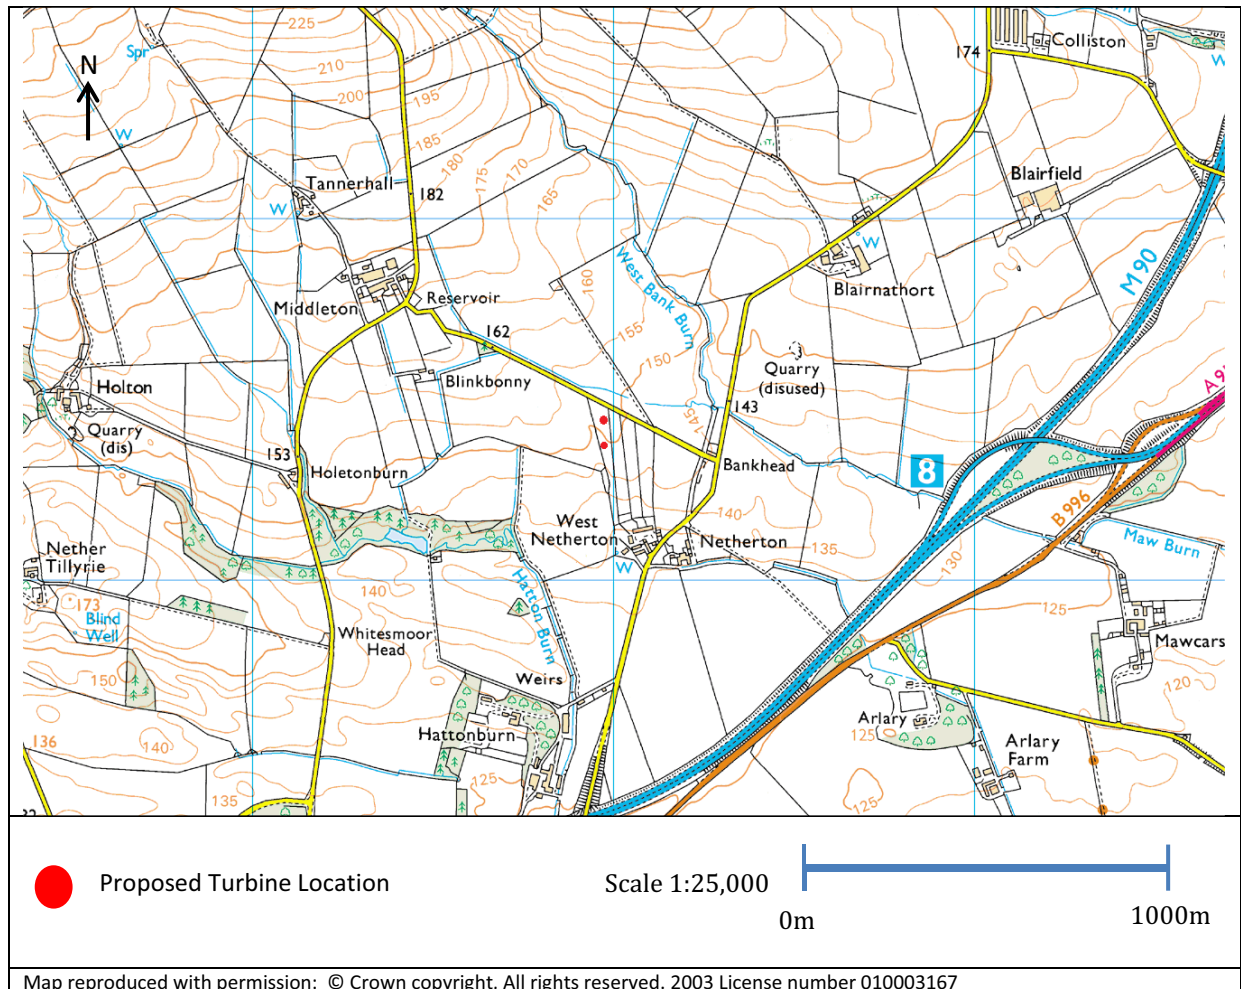 225
Spr
N
210
200
195
W
185
180
175
170
165
Tannerhall
182
W
174
Colliston
W
Blairfield
M 90
W
Blairnathort
West Bank Burn
160
155
150
145
Middleton
Reservoir
162
Blinkbonny
Quarry
(disused)
143
Holton
Quarry
(dis)
153
Holetonburn
Bankhead
8
B 996
140
135
130
West
Netherton
Netherton
W
Maw Burn
Nether
Tillyrie
173
Blind
Well
140
Hatton Burn
125
Whitesmoor
Head
Mawcars
150
Weirs
120
136
140
Hattonburn
Arlary
125
Arlary
Farm
135
125
125
Proposed Turbine Location
Scale 1:25,000
0m
1000m
Map reproduced with permission: © Crown copyright. All rights reserved. 2003 License number 010003167